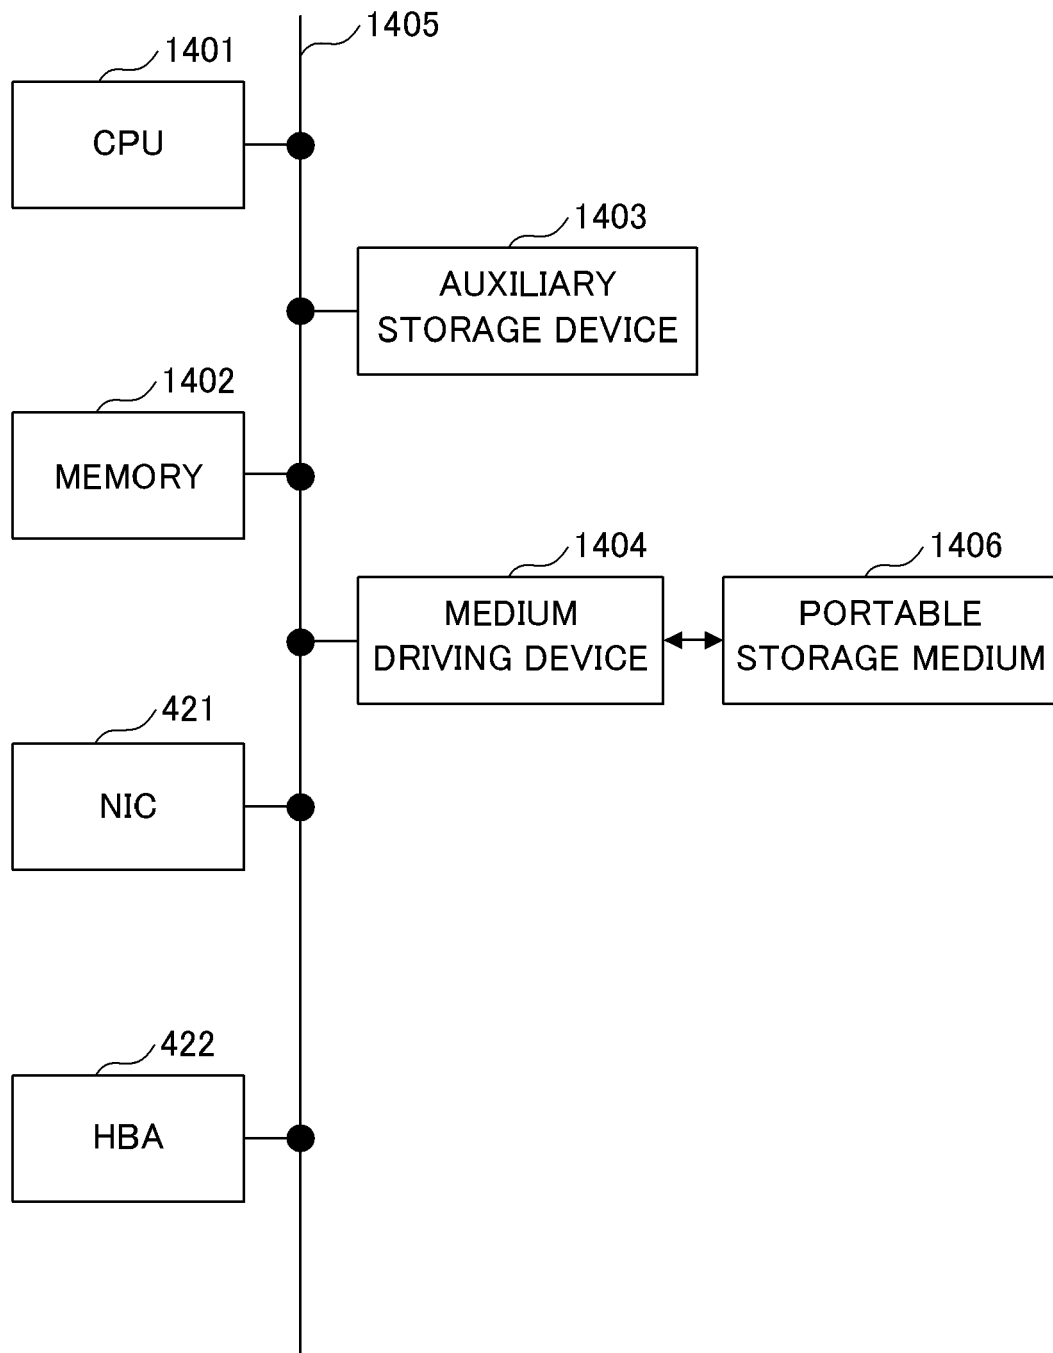 1405
1401
CPU
1403
AUXILIARY
STORAGE DEVICE
1402
MEMORY
1404
MEDIUM
DRIVING DEVICE
1406
PORTABLE
STORAGE MEDIUM
421
NIC
422
HBA